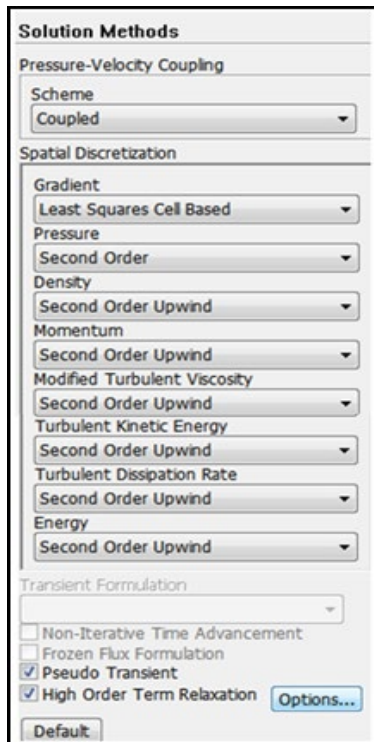 Solution Methods
Pressure-Velocity Coupling
Scheme
Coupled
Spatial Discretization
Gradient
Least Squares Cell Based
Pressure
Second Order
Density
Second Order Upwind
Momentum
Second Order Upwind
Modified Turbulent Viscosity
Second Order Upwind
Turbulent Kinetic Energy
Second Order Upwind
Turbulent Dissipation Rate
Second Order Upwind
Energy
Second Order Upwind
Transient Formulation
Non-Iterative Time Advancement
Frozen Flux Formulation
Pseudo Transient
High Order Term Relaxation Options...
Default